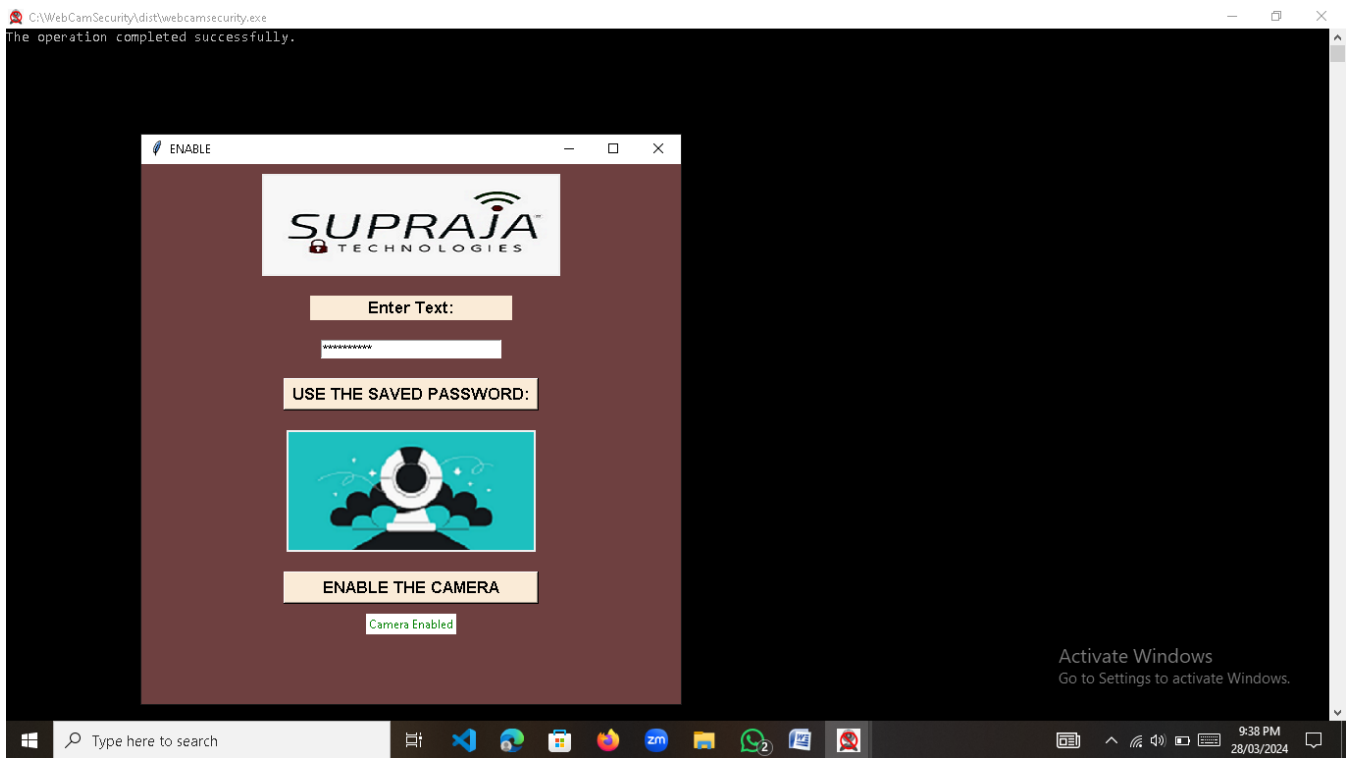 C:\WebCamSecurity\dist\webcamsecurity.exe
The operation completed successfully.
ENABLE
SUPRAJA
TECHNOLOGIES
Enter Text:
**********
USE THE SAVED PASSWORD:
ENABLE THE CAMERA
Camera Enabled
Activate Windows
Go to Settings to activate Windows.
Type here to search
zm
2
9:38 PM
28/03/2024